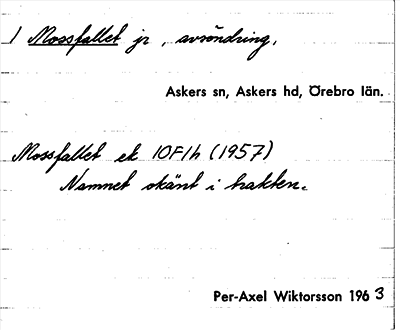 1 Mossfallet jr, avsöndring,
Askers sn, Askers hd, Örebro län.
Mossfallet ek 10F1h (1957)
Namnet okänt i trakten.
Per-Axel Wiktorsson 1963